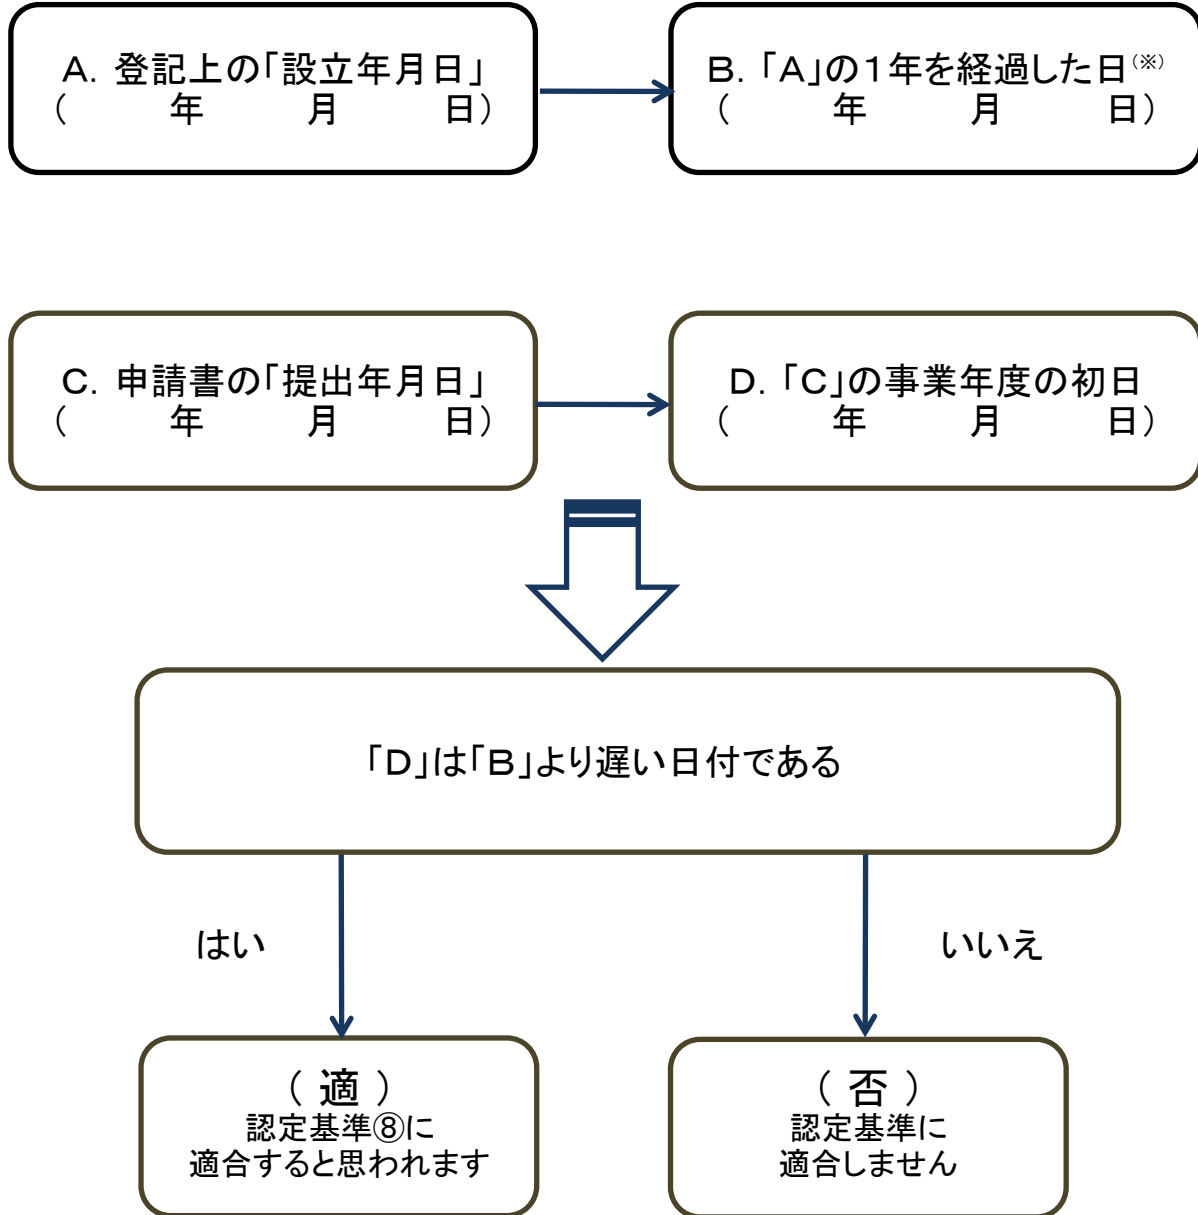 A. 登記上の「設立年月日」
(　　年　　月　　日)
B. 「A」の１年を経過した日(※)
(　　年　　月　　日)
C. 申請書の「提出年月日」
(　　年　　月　　日)
D. 「C」の事業年度の初日
(　　年　　月　　日)
「D」は「B」より遅い日付である
はい
いいえ
( 適 )
認定基準⑧に
適合すると思われます
( 否 )
認定基準に
適合しません